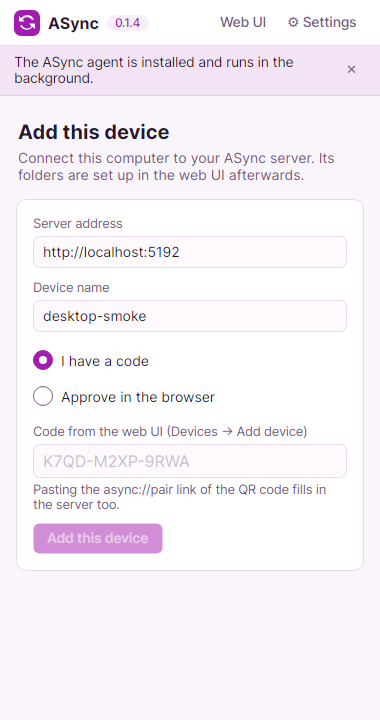 ASync 0.1.4 Web UI ⚙ Settings
The ASync agent is installed and runs in the
background. ×
Add this device
Connect this computer to your ASync server. Its
folders are set up in the web UI afterwards.
Server address
http://localhost:5192
Device name
desktop-smoke
I have a code
Approve in the browser
Code from the web UI (Devices → Add device)
K7QD-M2XP-9RWA
Pasting the async://pair link of the QR code fills in
the server too.
Add this device